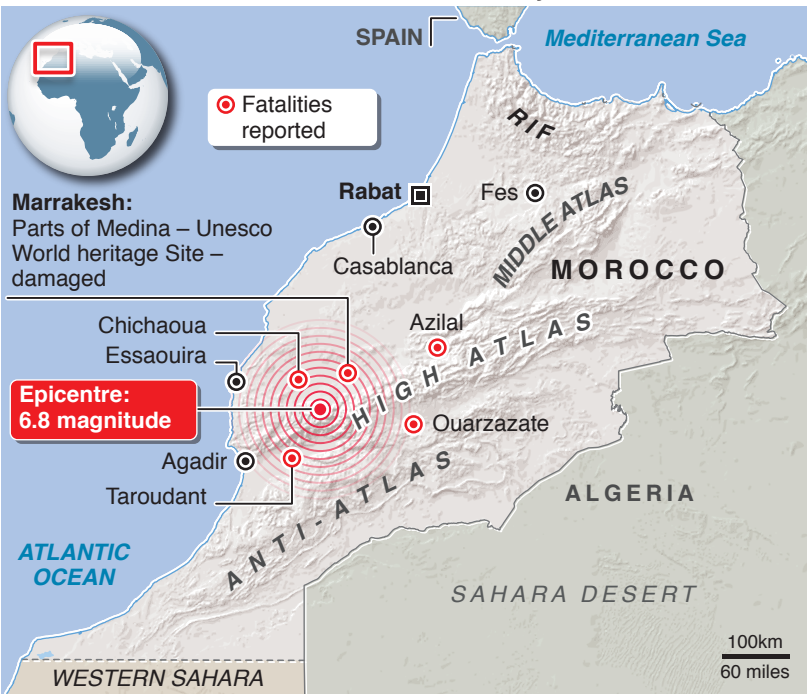 SPAIN
Mediterranean Sea
Fatalities
reported
RIF
Marrakesh:
Parts of Medina – Unesco
World heritage Site –
damaged
Rabat
Fes
MIDDLE ATLAS
Casablanca
MOROCCO
Chichaoua
Azilal
Essaouira
HIGH ATLAS
Epicentre:
6.8 magnitude
Ouarzazate
Agadir
Taroudant
ANTI-ATLAS
ALGERIA
ATLANTIC
OCEAN
SAHARA DESERT
100km
60 miles
WESTERN SAHARA